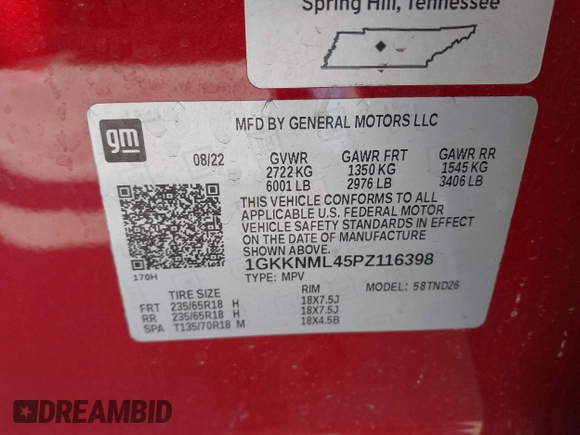 Spring Hill, Tennessee
gm
MFD BY GENERAL MOTORS LLC
08/22 GVWR GAWR FRT GAWR RR
2722 KG 1350 KG 1545 KG
6001 LB 2976 LB 3406 LB
THIS VEHICLE CONFORMS TO ALL
APPLICABLE U.S. FEDERAL MOTOR
VEHICLE SAFETY STANDARDS IN EFFECT
ON THE DATE OF MANUFACTURE
SHOWN ABOVE.
1GKKNML45PZ116398
170H
TYPE: MPV MODEL: 58TND26
TIRE SIZE RIM
FRT 235/65R18 H 18X7.5J
RR 235/65R18 H 18X7.5J
SPA T135/70R18 M 18X4.5B
DREAMBID